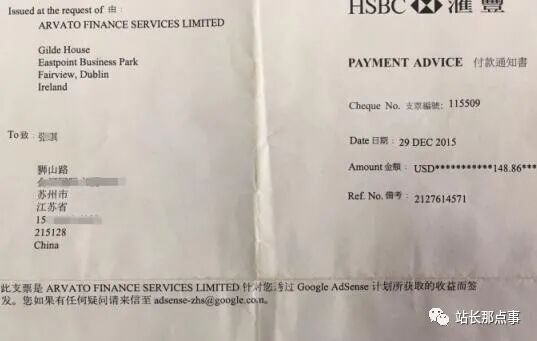 Issued at the request of 由 :
ARVATO FINANCE SERVICES LIMITED
Gilde House
Eastpoint Business Park
Fairview, Dublin
Ireland
To 致 :
狮山路
苏州市
江苏省
15
215128
China
HSBC 滙豐
PAYMENT ADVICE 付款通知書
Cheque No. 支票編號: 115509
Date 日期: 29 DEC 2015
Amount 金額: USD***********148.86***
Ref. No. 備考: 2127614571
此支票是 ARVATO FINANCE SERVICES LIMITED 针对您透过 Google AdSense 计划所获取的收益而签
发。您如果有任何疑问请来信至 adsense-zhs@google.com.
站长那点事